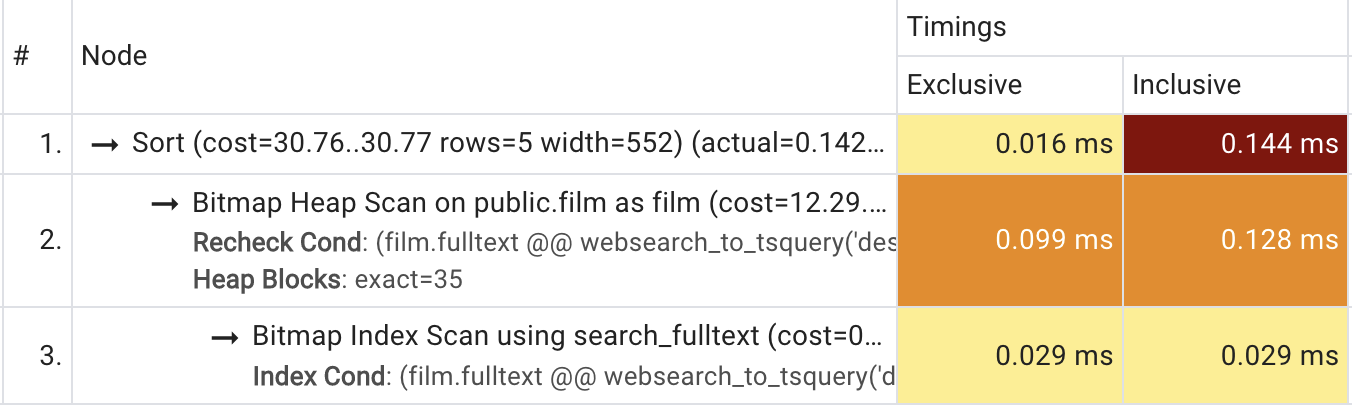 #
Node
Timings
Exclusive
Inclusive
1.
Sort (cost=30.76..30.77 rows=5 width=552) (actual=0.142...
0.016 ms
0.144 ms
2.
Bitmap Heap Scan on public.film as film (cost=12.29....
Recheck Cond: (film.fulltext @@ websearch_to_tsquery('des
Heap Blocks: exact=35
0.099 ms
0.128 ms
3.
Bitmap Index Scan using search_fulltext (cost=0...
Index Cond: (film.fulltext @@ websearch_to_tsquery('d
0.029 ms
0.029 ms